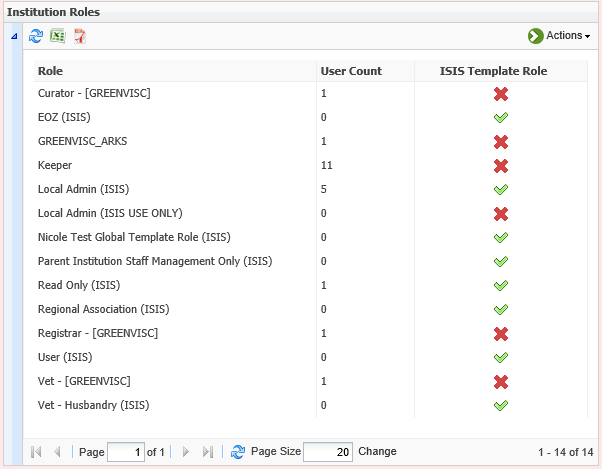 Institution Roles
Actions
Role User Count ISIS Template Role
Curator - [GREENVISC] 1
EOZ (ISIS) 0
GREENVISC_ARKS 1
Keeper 11
Local Admin (ISIS) 5
Local Admin (ISIS USE ONLY) 0
Nicole Test Global Template Role (ISIS) 0
Parent Institution Staff Management Only (ISIS) 0
Read Only (ISIS) 1
Regional Association (ISIS) 0
Registrar - [GREENVISC] 1
User (ISIS) 0
Vet - [GREENVISC] 1
Vet - Husbandry (ISIS) 0
Page 1 of 1 Page Size 20 Change 1 - 14 of 14